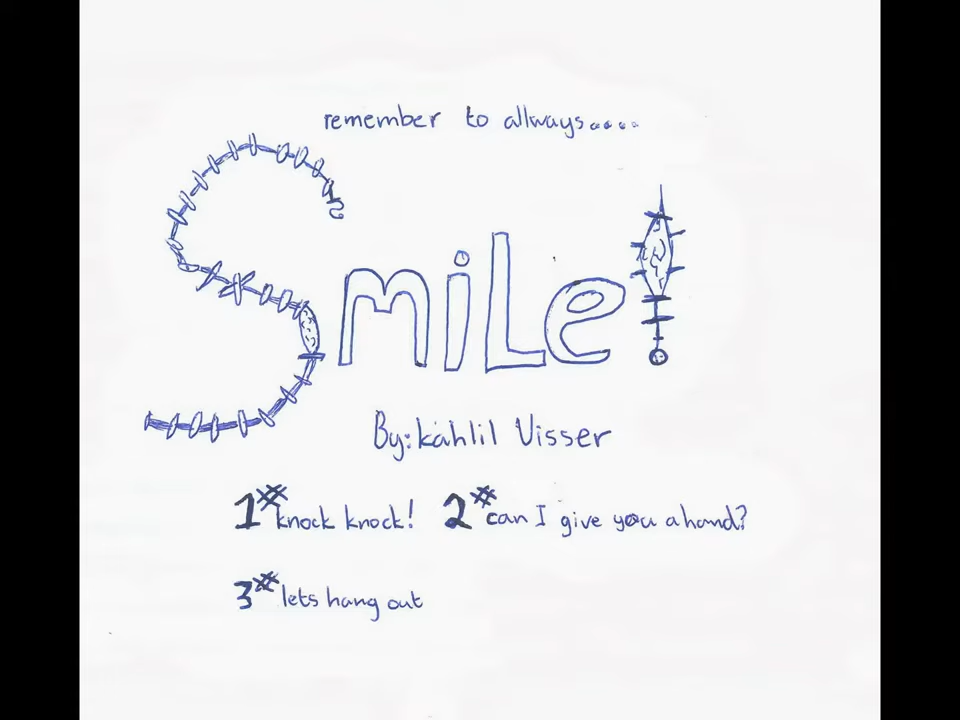 remember to allways....
SmiLe!
By: kahlil Visser
1# knock knock! 2# can I give you a hand?
3# lets hang out